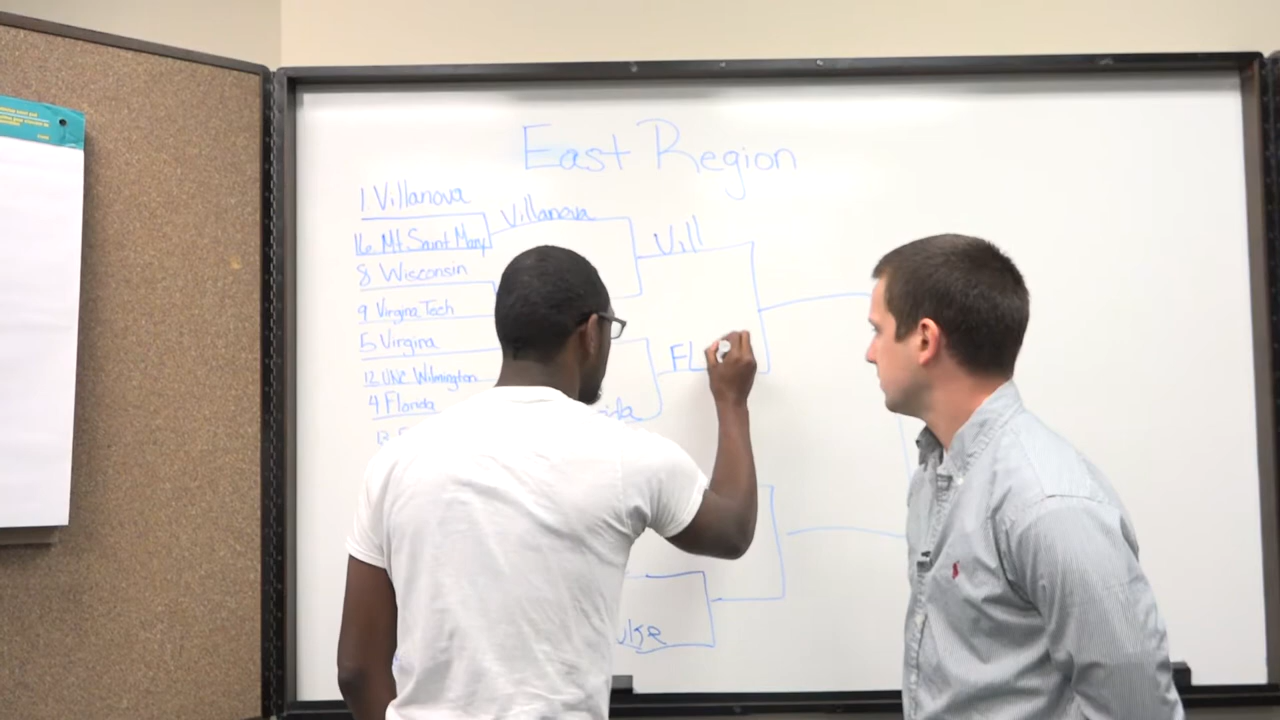 East Region
1. Villanova
Villanova
Vill
16. Mt. Saint Mary
8 Wisconsin
9 Virgina Tech
5 Virgina
FL
12 UNC Wilmington
4 Florida